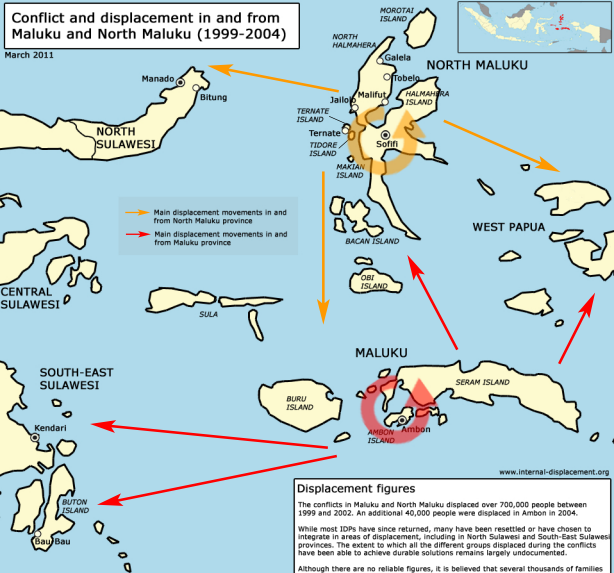 Conflict and displacement in and from
Maluku and North Maluku (1999-2004)
March 2011
MOROTAI
ISLAND
NORTH
HALMAHERA
Galela
NORTH MALUKU
Tobelo
Manado
Bitung
Malifut
Jailolo
HALMAHERA
ISLAND
TERNATE
ISLAND
Ternate
Sofifi
TIDORE
ISLAND
MAKIAN
ISLAND
NORTH
SULAWESI
Main displacement movements in and
from North Maluku province
Main displacement movements in and
from Maluku province
BACAN ISLAND
WEST PAPUA
OBI
ISLAND
CENTRAL
SULAWESI
SULA
MALUKU
SOUTH-EAST
SULAWESI
SERAM ISLAND
BURU
ISLAND
Kendari
AMBON
ISLAND
Ambon
BUTON
ISLAND
Bau Bau
www.internal-displacement.org
Displacement figures
The conflicts in Maluku and North Maluku displaced over 700,000 people between
1999 and 2002. An additional 40,000 people were displaced in Ambon in 2004.
While most IDPs have since returned, many have been resettled or have chosen to
integrate in areas of displacement, including in North Sulawesi and South-East Sulawesi
provinces. The extent to which all the different groups displaced during the conflicts
have been able to achieve durable solutions remains largely undocumented.
Although there are no reliable figures, it is believed that several thousands of families